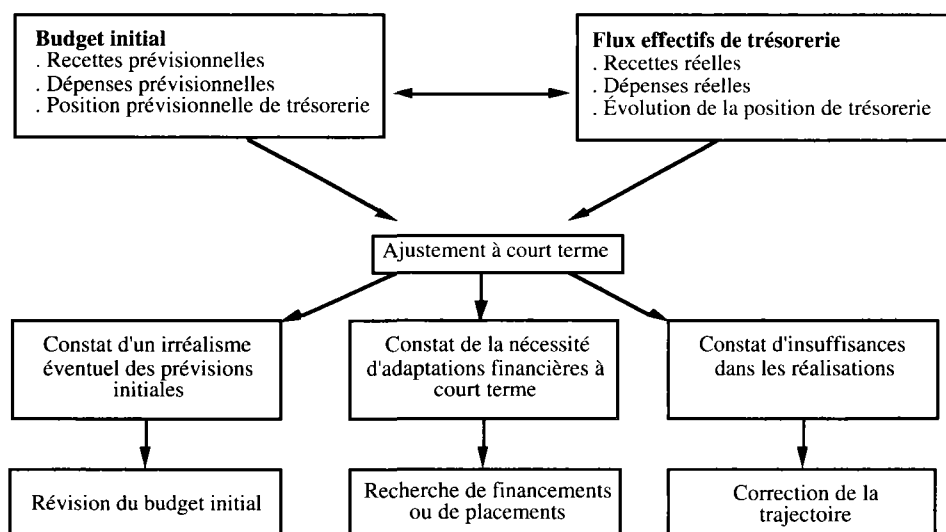 Budget initial
. Recettes prévisionnelles
. Dépenses prévisionnelles
. Position prévisionnelle de trésorerie
Flux effectifs de trésorerie
. Recettes réelles
. Dépenses réelles
. Évolution de la position de trésorerie
Ajustement à court terme
Constat d'un irréalisme
éventuel des prévisions
initiales
Constat de la nécessité
d'adaptations financières à
court terme
Constat d'insuffisances
dans les réalisations
Révision du budget initial
Recherche de financements
ou de placements
Correction de la
trajectoire